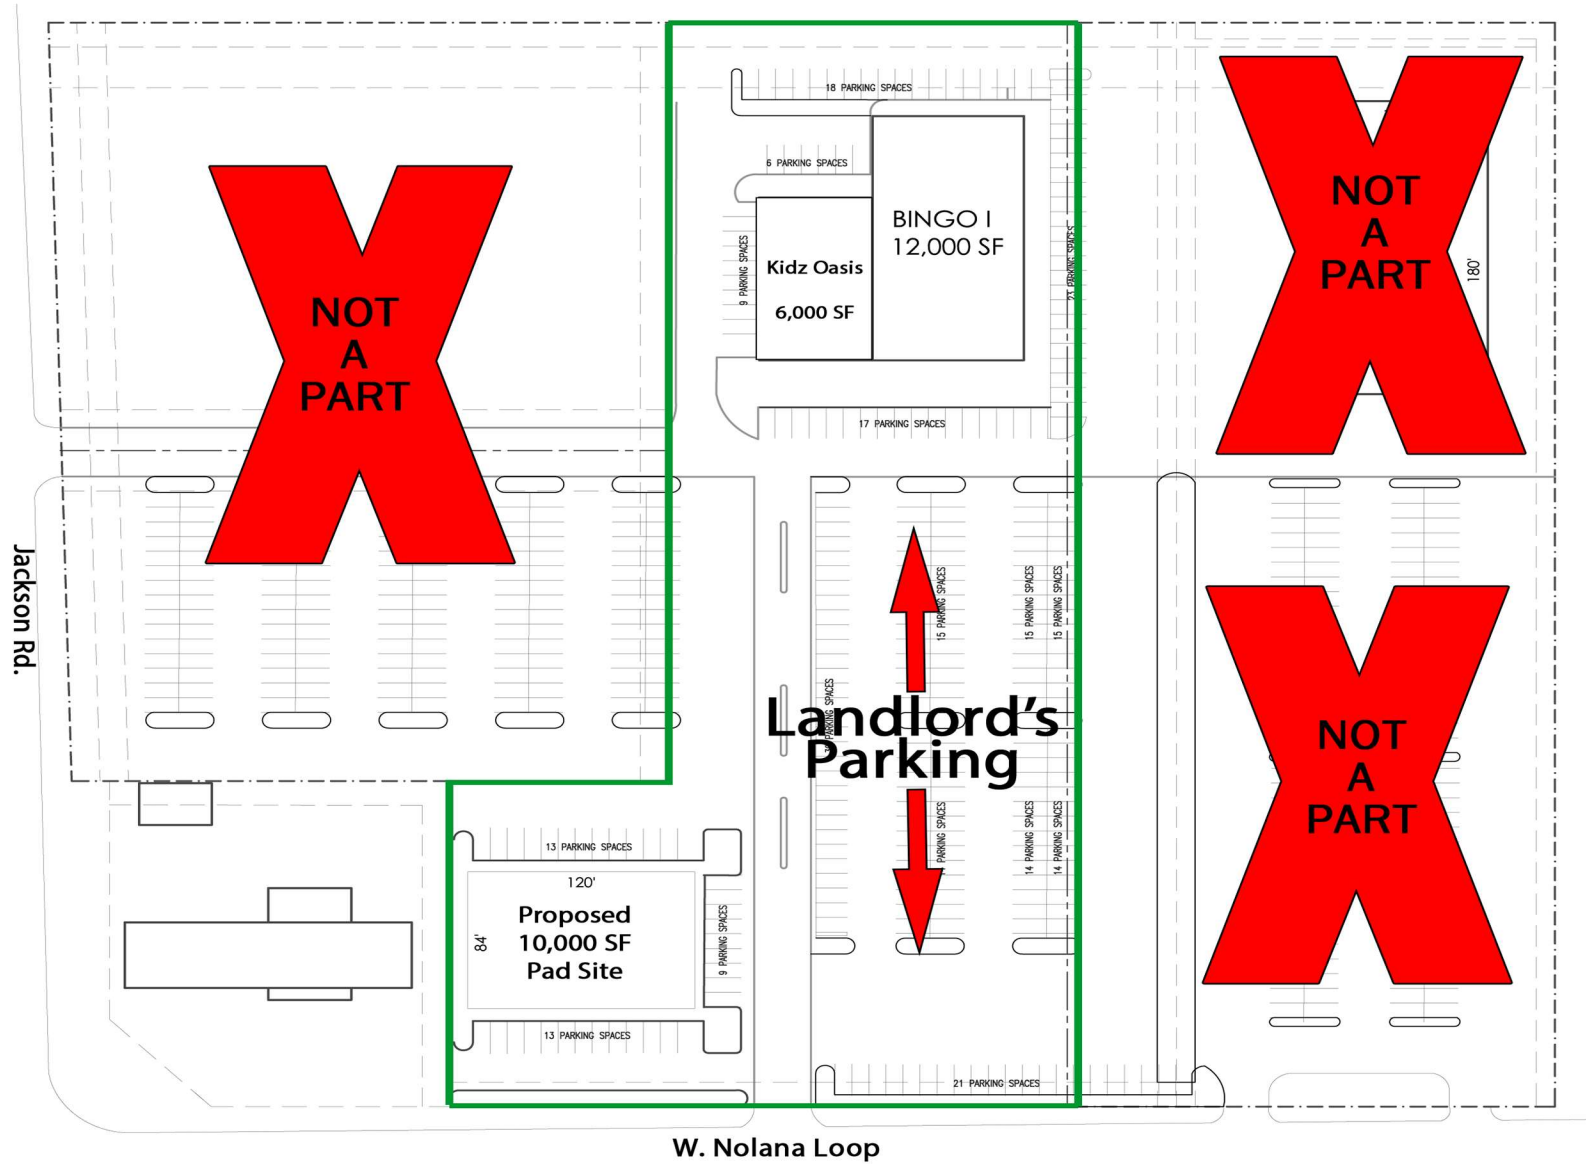 18 PARKING SPACES
6 PARKING SPACES
9 PARKING SPACES
BINGO I
12,000 SF
Kidz Oasis
6,000 SF
23 PARKING SPACES
17 PARKING SPACES
NOT
A
PART
NOT
A
PART
180'
Jackson Rd.
15 PARKING SPACES
15 PARKING SPACES
15 PARKING SPACES
PARKING SPACES
Landlord's
Parking
PARKING SPACES
14 PARKING SPACES
14 PARKING SPACES
NOT
A
PART
13 PARKING SPACES
120'
84'
Proposed
10,000 SF
Pad Site
9 PARKING SPACES
13 PARKING SPACES
21 PARKING SPACES
W. Nolana Loop